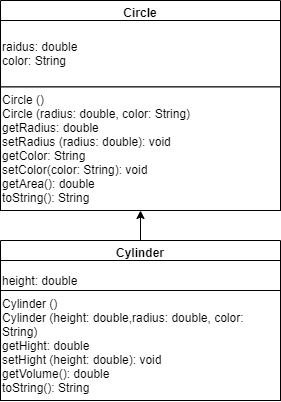 Circle
raidus: double
color: String
Circle ()
Circle (radius: double, color: String)
getRadius: double
setRadius (radius: double): void
getColor: String
setColor(color: String): void
getArea(): double
toString(): String
Cylinder
height: double
Cylinder ()
Cylinder (height: double,radius: double, color:
String)
getHight: double
setHight (height: double): void
getVolume(): double
toString(): String